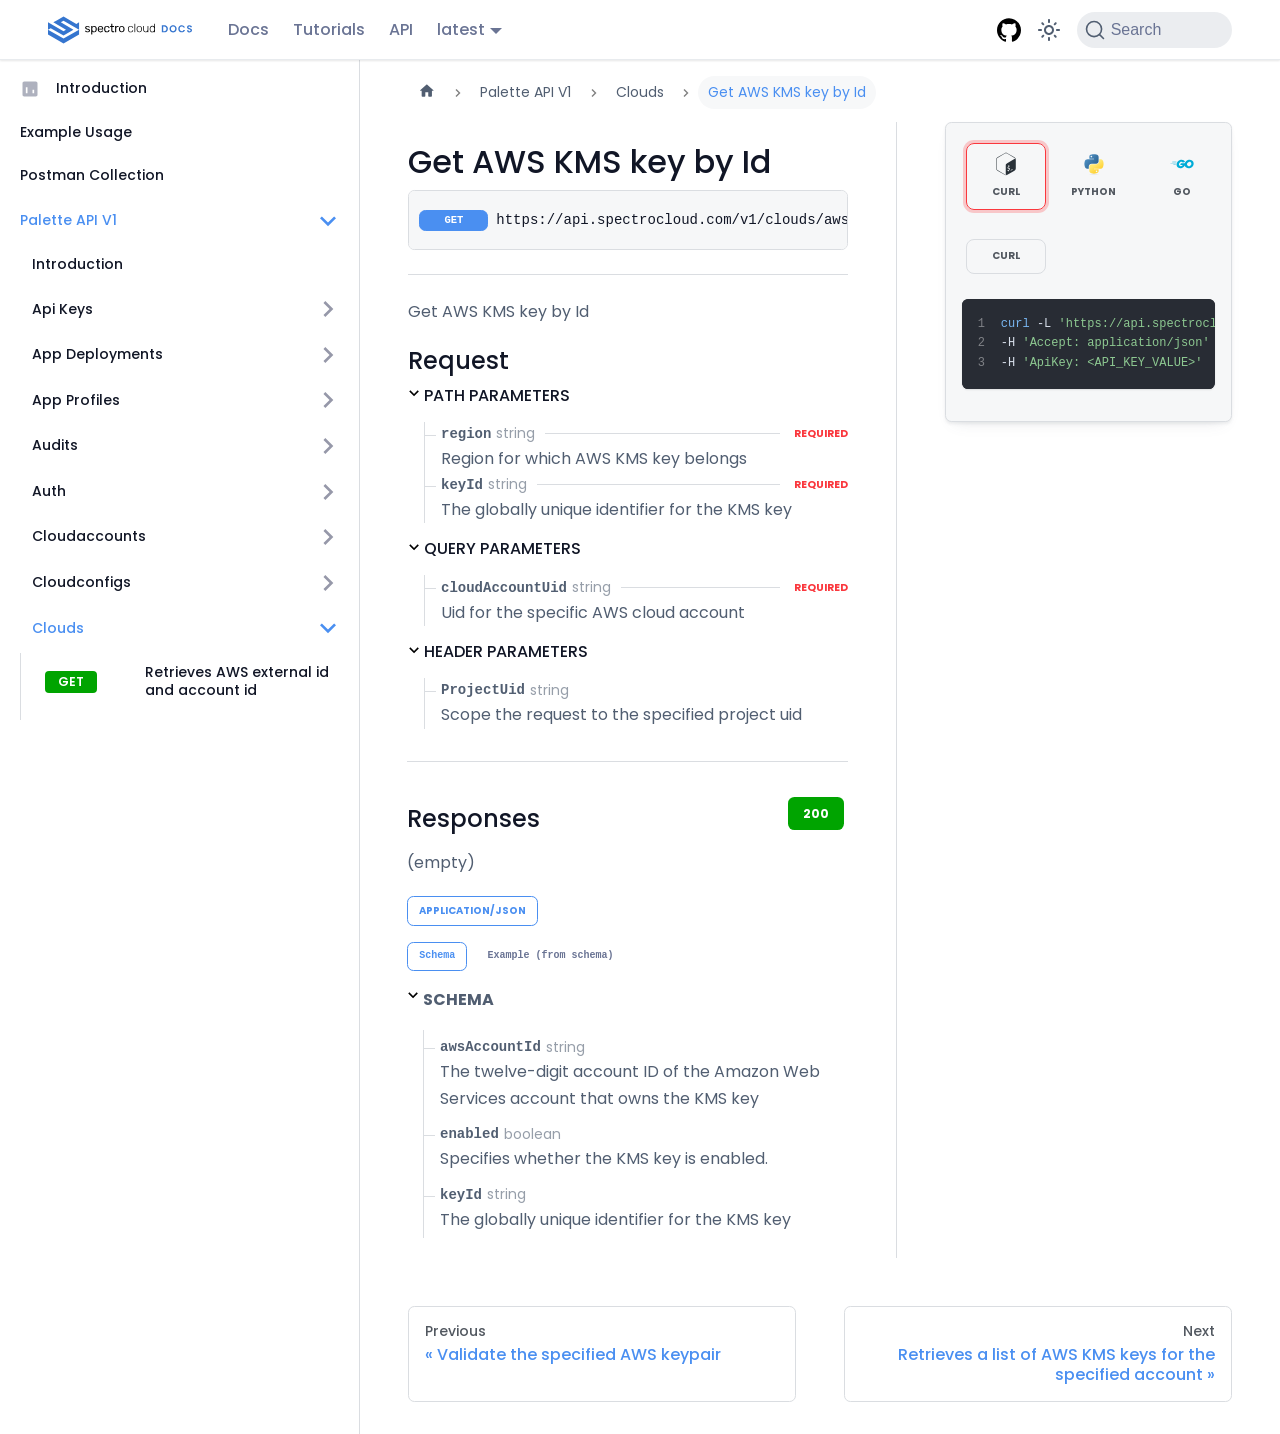 spectro cloud DOCS
Docs
Tutorials
API
latest
Search
Introduction
Example Usage
Postman Collection
Palette API V1
Introduction
Api Keys
App Deployments
App Profiles
Audits
Auth
Cloudaccounts
Cloudconfigs
Clouds
GET
Retrieves AWS external id
and account id
Palette API V1
Clouds
Get AWS KMS key by Id
Get AWS KMS key by Id
GET https://api.spectrocloud.com/v1/clouds/aws
Get AWS KMS key by Id
Request
PATH PARAMETERS
region string REQUIRED
Region for which AWS KMS key belongs
keyId string REQUIRED
The globally unique identifier for the KMS key
QUERY PARAMETERS
cloudAccountUid string REQUIRED
Uid for the specific AWS cloud account
HEADER PARAMETERS
ProjectUid string
Scope the request to the specified project uid
Responses
200
(empty)
APPLICATION/JSON
Schema
Example (from schema)
SCHEMA
awsAccountId string
The twelve-digit account ID of the Amazon Web
Services account that owns the KMS key
enabled boolean
Specifies whether the KMS key is enabled.
keyId string
The globally unique identifier for the KMS key
CURL
PYTHON
GO
GO
CURL
1 curl -L 'https://api.spectrocl
2 -H 'Accept: application/json'
3 -H 'ApiKey: <API_KEY_VALUE>'
Previous
« Validate the specified AWS keypair
Next
Retrieves a list of AWS KMS keys for the
specified account »